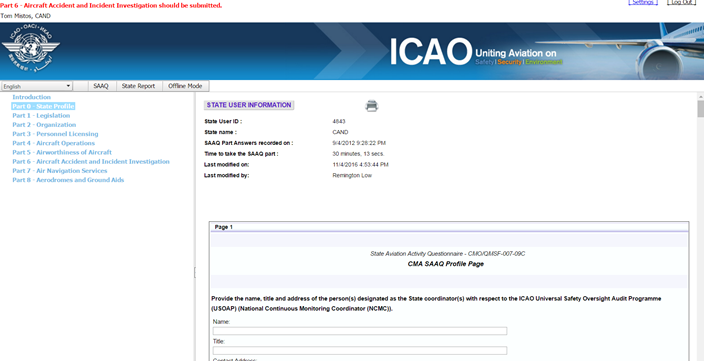 Part 6 - Aircraft Accident and Incident Investigation should be submitted.
[ Settings ] [ Log Out ]
Tom Mistos, CAND
ICAO
Uniting Aviation on
Safety | Security | Environment
English
SAAQ
State Report
Offline Mode
Introduction
Part 0 - State Profile
Part 1 - Legislation
Part 2 - Organization
Part 3 - Personnel Licensing
Part 4 - Aircraft Operations
Part 5 - Airworthiness of Aircraft
Part 6 - Aircraft Accident and Incident Investigation
Part 7 - Air Navigation Services
Part 8 - Aerodromes and Ground Aids
STATE USER INFORMATION
State User ID : 4843
State name : CAND
SAAQ Part Answers recorded on : 9/4/2012 9:26:22 PM
Time to take the SAAQ part : 30 minutes, 13 secs.
Last modified on: 11/4/2016 4:53:44 PM
Last modified by: Remington Low
Page 1
State Aviation Activity Questionnaire - CMO/QMSF-007-09C
CMA SAAQ Profile Page
Provide the name, title and address of the person(s) designated as the State coordinator(s) with respect to the ICAO Universal Safety Oversight Audit Programme
(USOAP) (National Continuous Monitoring Coordinator (NCMC)).
Name:
Title:
Contact Address: